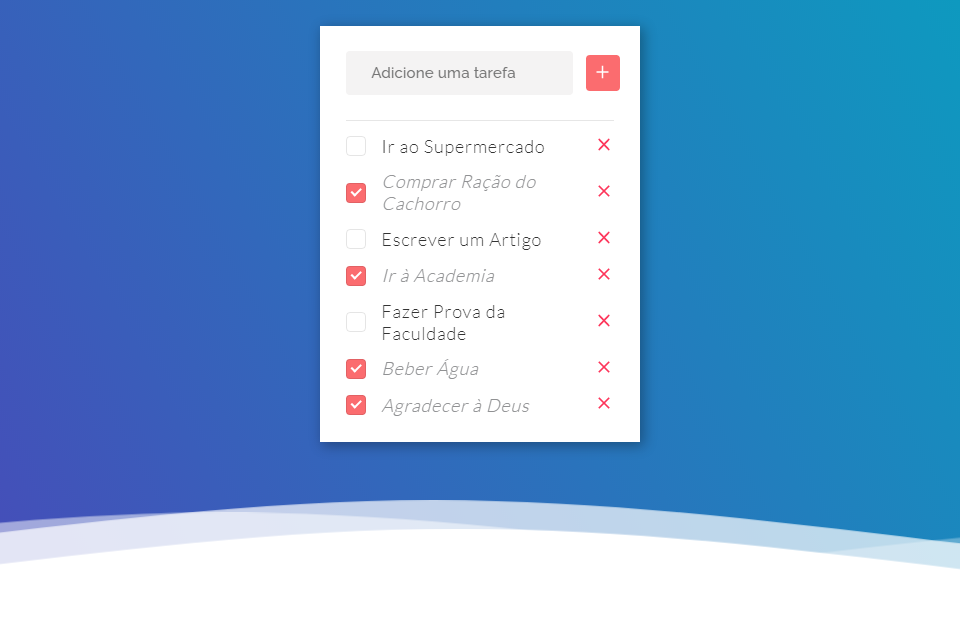 Adicione uma tarefa
+
Ir ao Supermercado
Comprar Ração do
Cachorro
Escrever um Artigo
Ir à Academia
Fazer Prova da
Faculdade
Beber Água
Agradecer à Deus